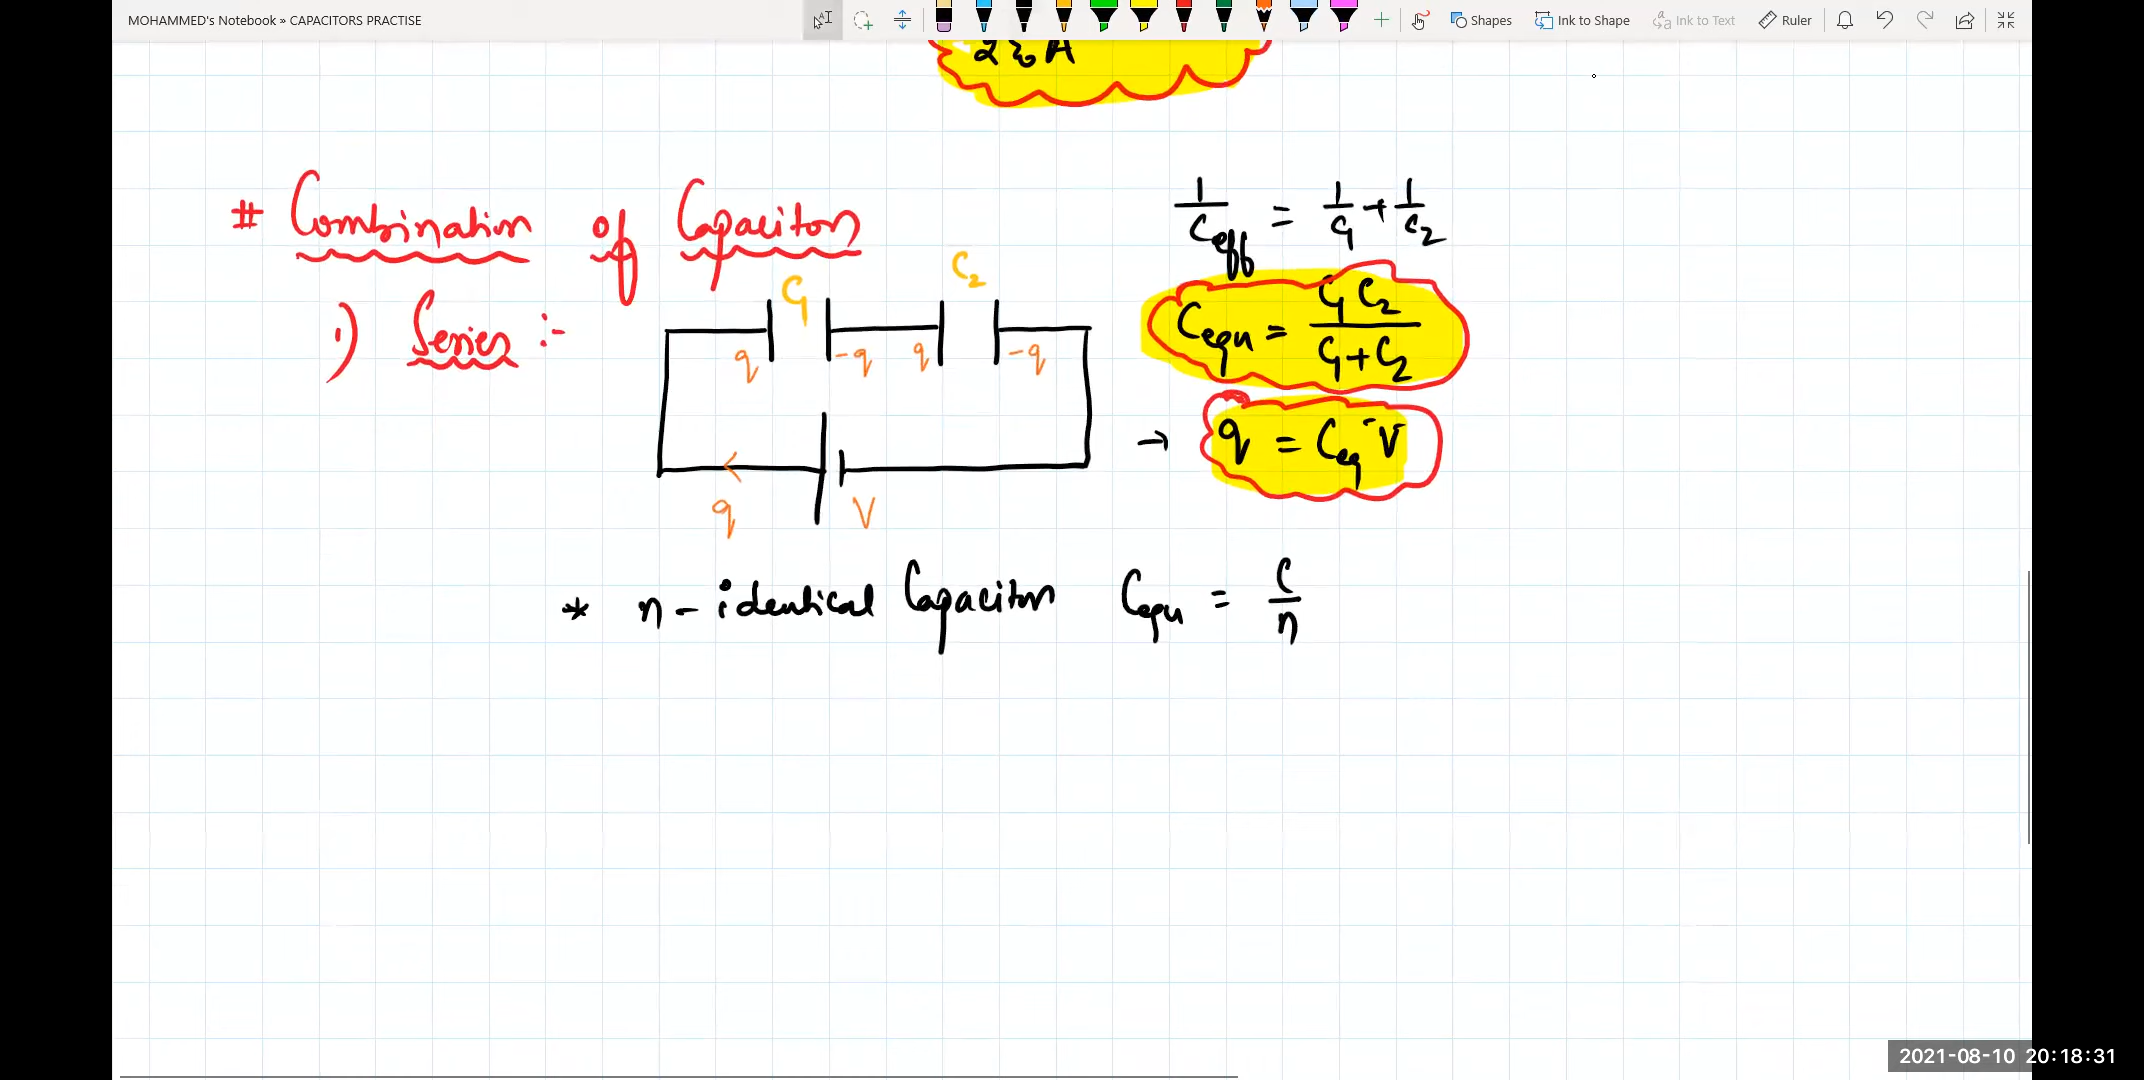 MOHAMMED's Notebook » CAPACITORS PRACTISE
Shapes
Ink to Shape
Ink to Text
Ruler
2 ε₀ A
# Combination of Capacitors
1) Series :-
C₁
C₂
q
-q
q
-q
q
V
1/Ceff = 1/C₁ + 1/C₂
Cequ = C₁C₂/C₁+C₂
→ q = Ceq V
* n - identical Capacitors Cequ = C/n
2021-08-10 20:18:31